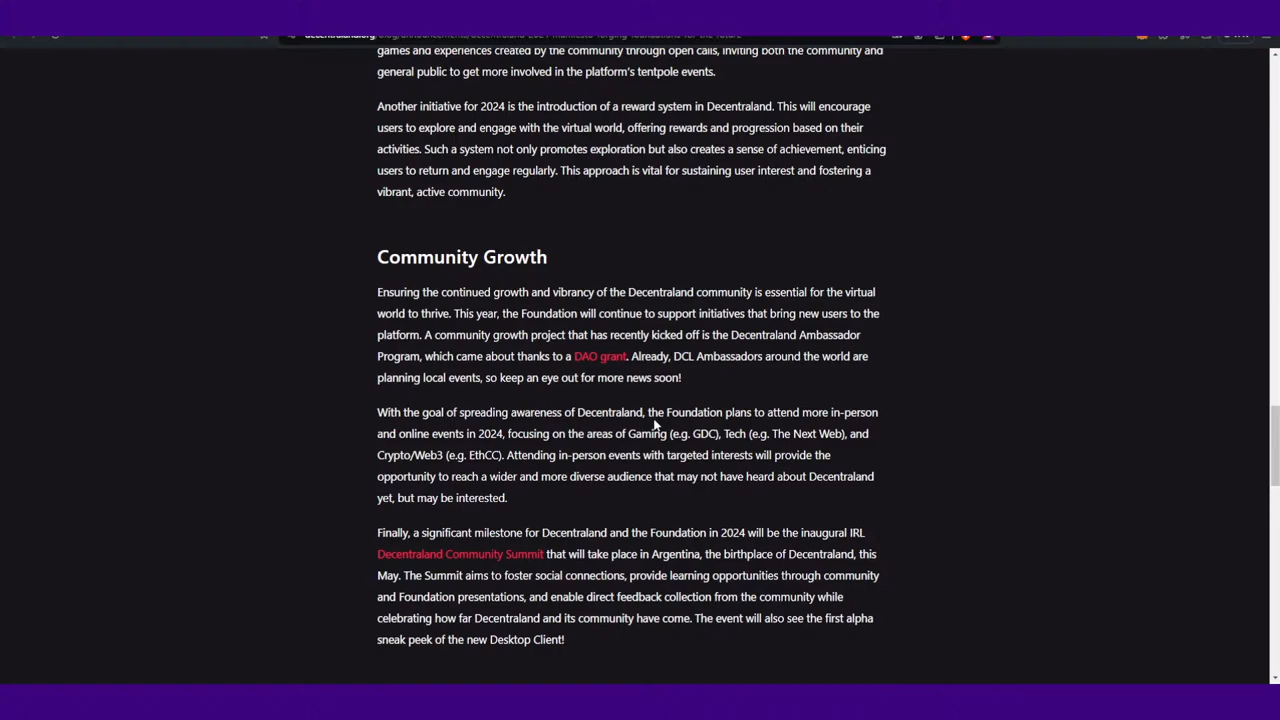 games and experiences created by the community through open calls, inviting both the community and
general public to get more involved in the platform's tentpole events.
Another initiative for 2024 is the introduction of a reward system in Decentraland. This will encourage
users to explore and engage with the virtual world, offering rewards and progression based on their
activities. Such a system not only promotes exploration but also creates a sense of achievement, enticing
users to return and engage regularly. This approach is vital for sustaining user interest and fostering a
vibrant, active community.
Community Growth
Ensuring the continued growth and vibrancy of the Decentraland community is essential for the virtual
world to thrive. This year, the Foundation will continue to support initiatives that bring new users to the
platform. A community growth project that has recently kicked off is the Decentraland Ambassador
Program, which came about thanks to a DAO grant. Already, DCL Ambassadors around the world are
planning local events, so keep an eye out for more news soon!
With the goal of spreading awareness of Decentraland, the Foundation plans to attend more in-person
and online events in 2024, focusing on the areas of Gaming (e.g. GDC), Tech (e.g. The Next Web), and
Crypto/Web3 (e.g. EthCC). Attending in-person events with targeted interests will provide the
opportunity to reach a wider and more diverse audience that may not have heard about Decentraland
yet, but may be interested.
Finally, a significant milestone for Decentraland and the Foundation in 2024 will be the inaugural IRL
Decentraland Community Summit that will take place in Argentina, the birthplace of Decentraland, this
May. The Summit aims to foster social connections, provide learning opportunities through community
and Foundation presentations, and enable direct feedback collection from the community while
celebrating how far Decentraland and its community have come. The event will also see the first alpha
sneak peek of the new Desktop Client!